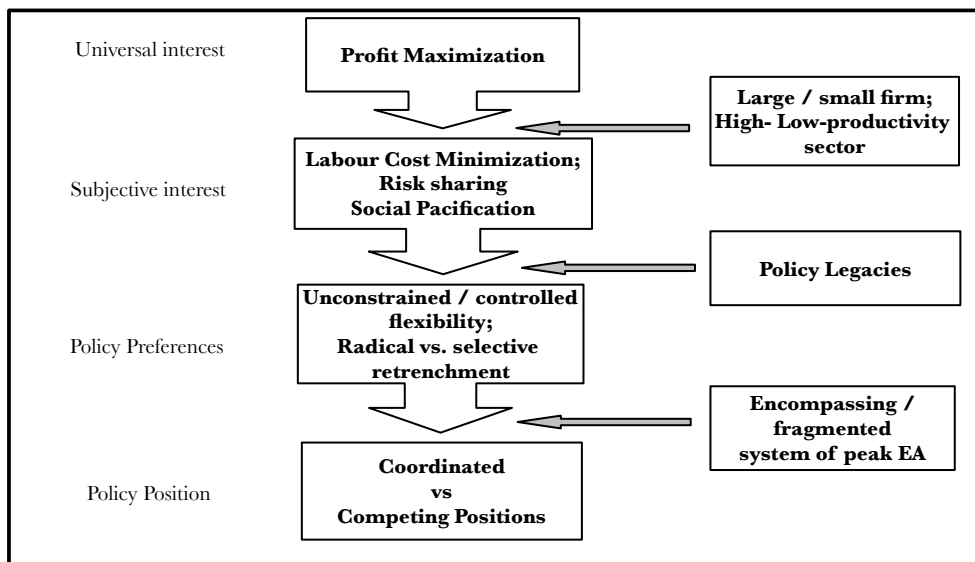 Universal interest
Profit Maximization
Large / small firm;
High- Low-productivity
sector
Labour Cost Minimization;
Risk sharing
Social Pacification
Subjective interest
Policy Legacies
Unconstrained / controlled
flexibility;
Radical vs. selective
retrenchment
Policy Preferences
Encompassing /
fragmented
system of peak EA
Coordinated
vs
Competing Positions
Policy Position